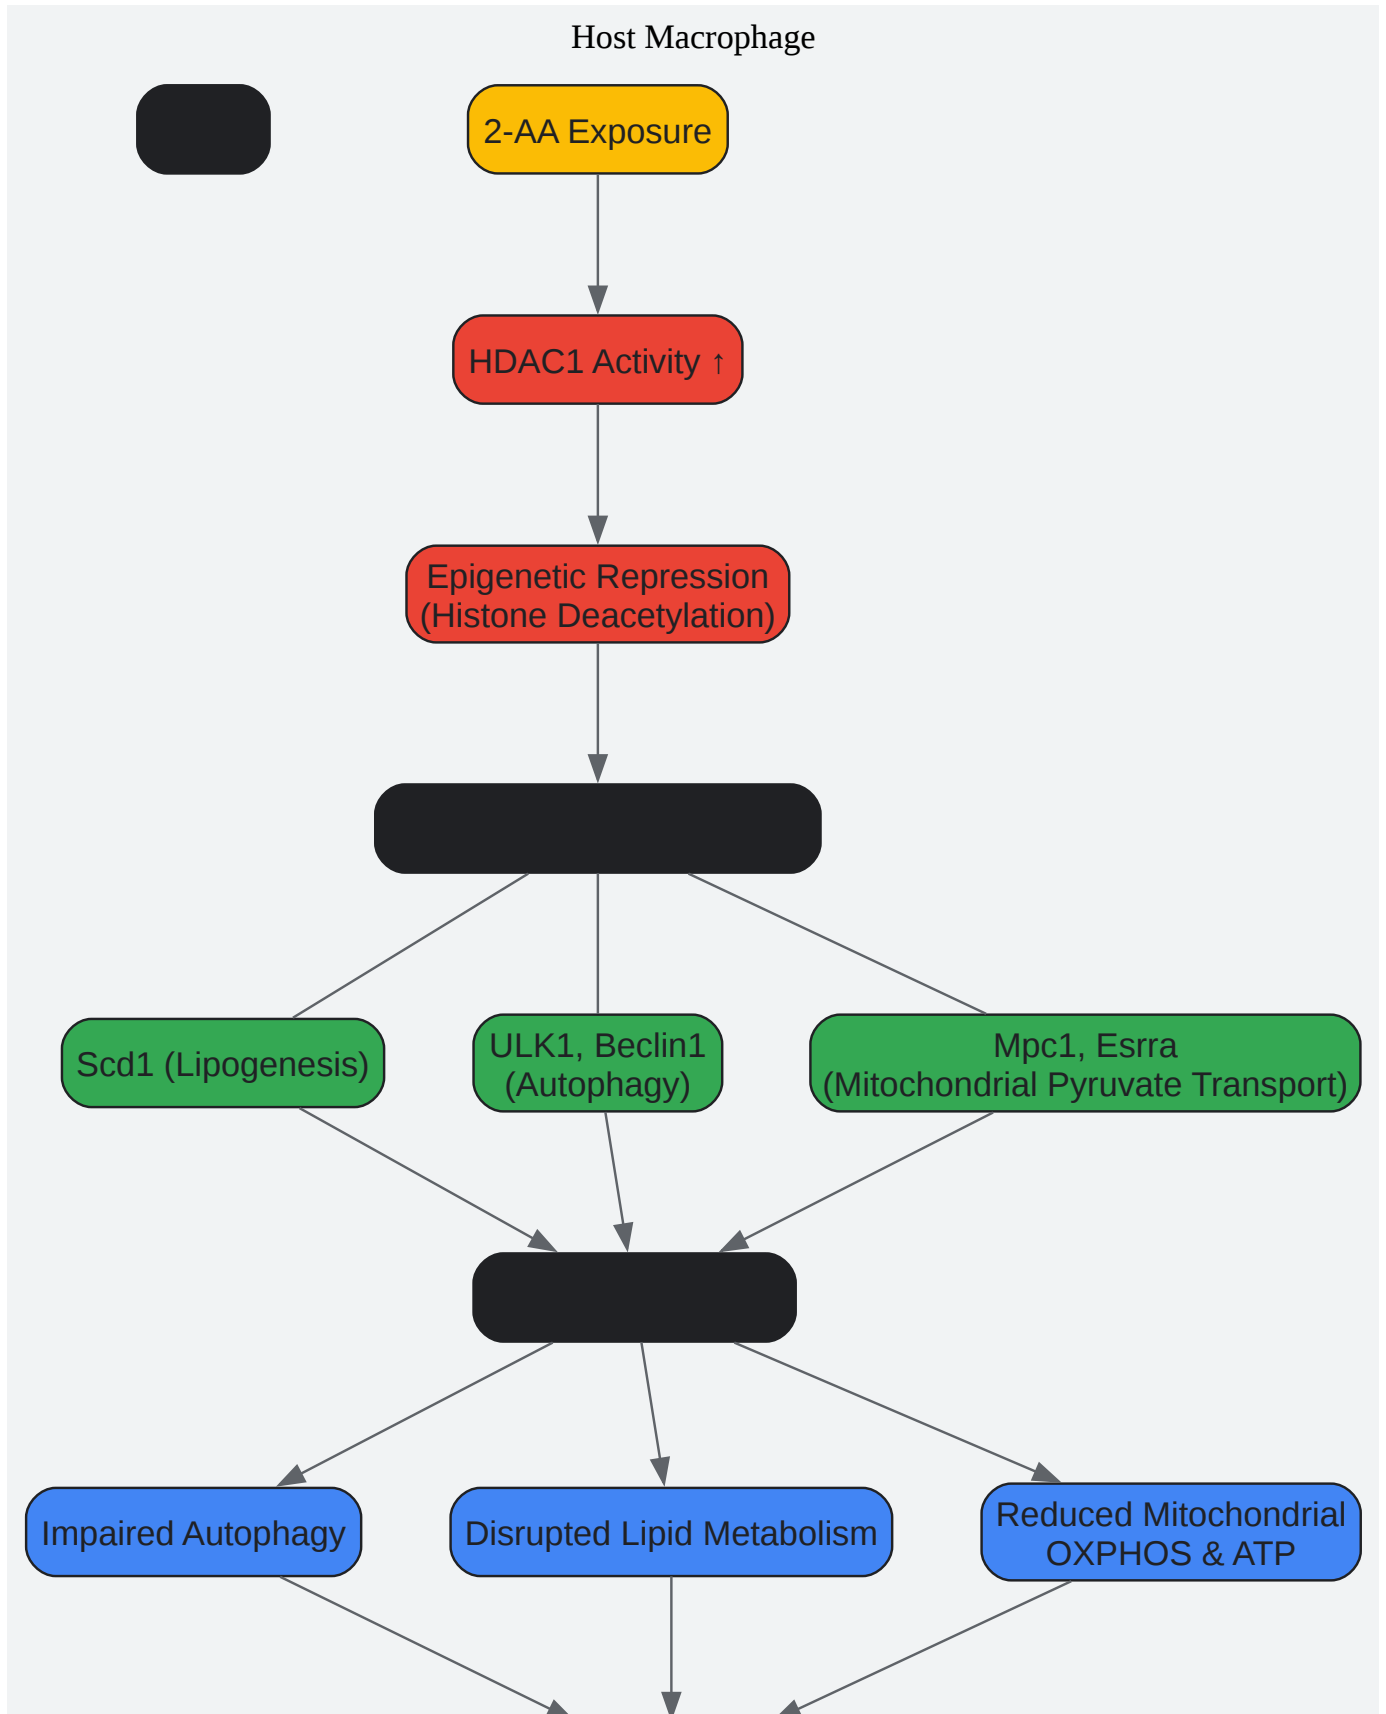 Host Macrophage
2-AA Exposure
HDAC1 Activity ↑
Epigenetic Repression
(Histone Deacetylation)
Scd1 (Lipogenesis)
ULK1, Beclin1
(Autophagy)
Mpc1, Esrra
(Mitochondrial Pyruvate Transport)
Impaired Autophagy
Disrupted Lipid Metabolism
Reduced Mitochondrial
OXPHOS & ATP